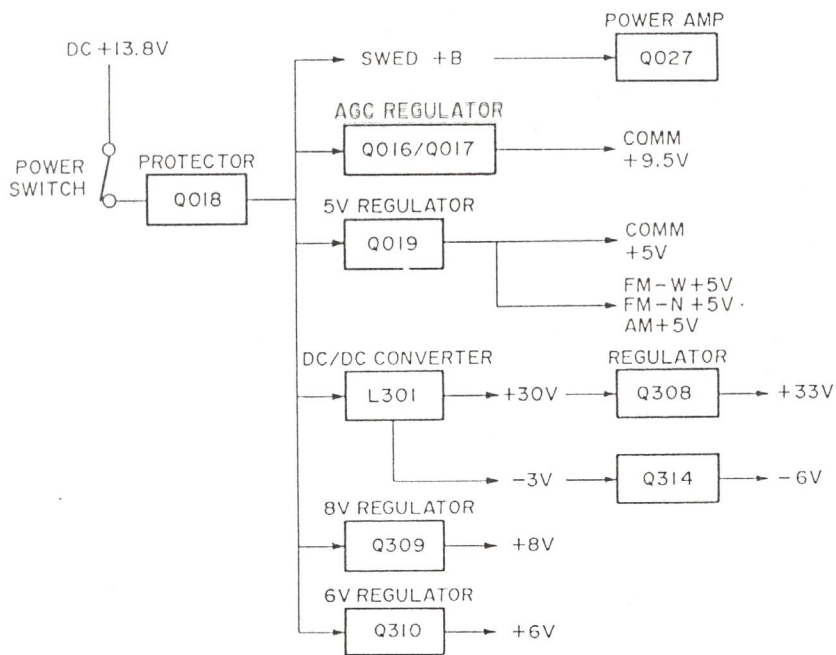 POWER AMP
DC +13.8V
SWED +B
Q027
AGC REGULATOR
Q016/Q017
COMM
+9.5V
POWER
SWITCH
PROTECTOR
Q018
5V REGULATOR
Q019
COMM
+5V
FM-W+5V
FM-N +5V
AM+5V
DC/DC CONVERTER
REGULATOR
L301
+30V
Q308
+33V
-3V
Q314
-6V
8V REGULATOR
Q309
+8V
6V REGULATOR
Q310
+6V